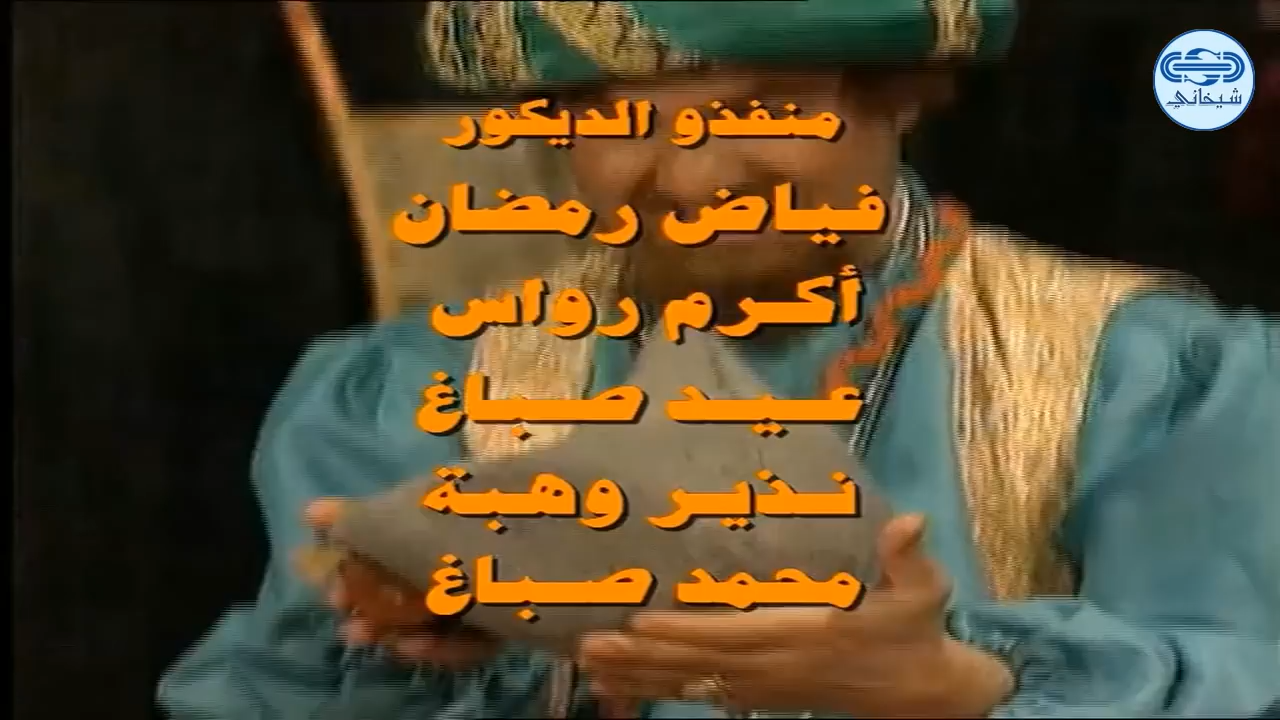 شيخاني
منفذو الديكور
فياض رمضان
أكرم رواس
عيد صباغ
نذير وهبة
محمد صباغ